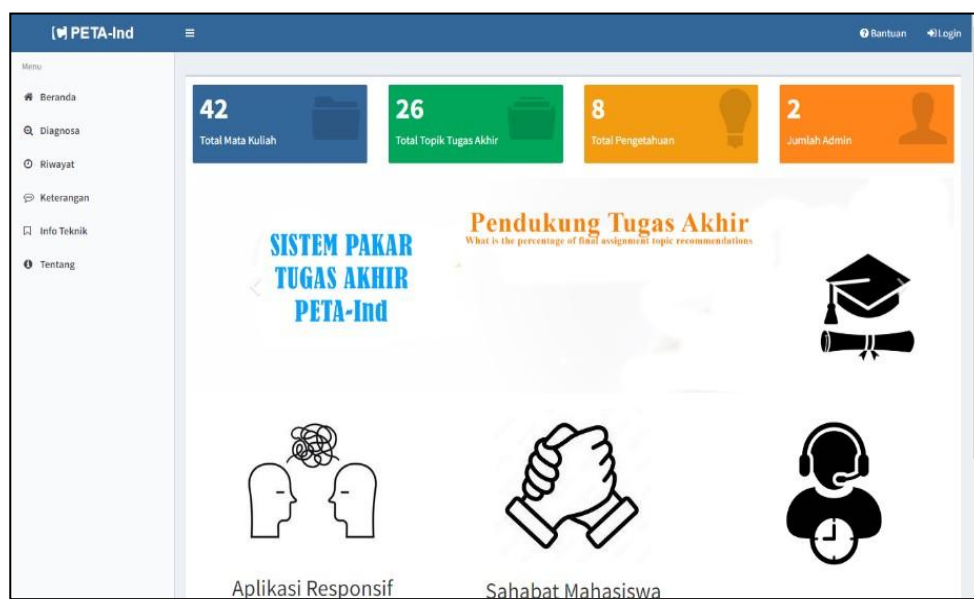 PETA-Ind
Bantuan
Login
Menu
Beranda
Diagnosa
Riwayat
Keterangan
Info Teknik
Tentang
42
Total Mata Kuliah
26
Total Topik Tugas Akhir
8
Total Pengetahuan
2
Jumlah Admin
SISTEM PAKAR
TUGAS AKHIR
PETA-Ind
Pendukung Tugas Akhir
What is the percentage of final assignment topic recommendations
Aplikasi Responsif
Sahabat Mahasiswa